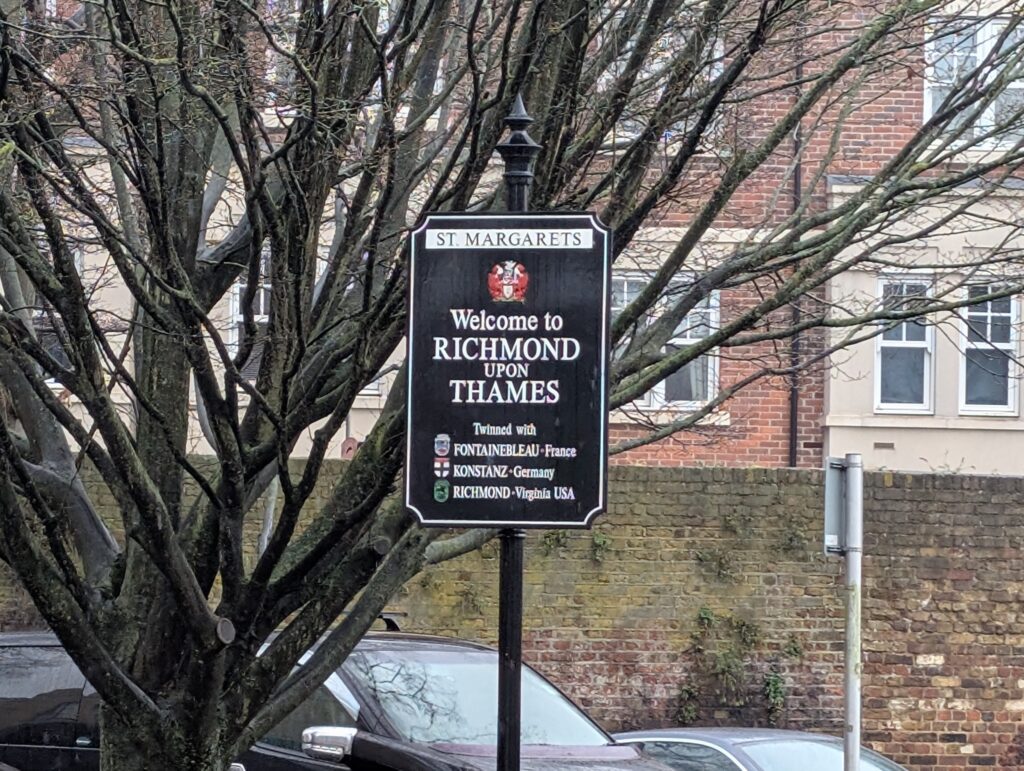 ST. MARGARETS
Welcome to
RICHMOND
UPON
THAMES
Twinned with
FONTAINEBLEAU•France
KONSTANZ•Germany
RICHMOND•Virginia USA